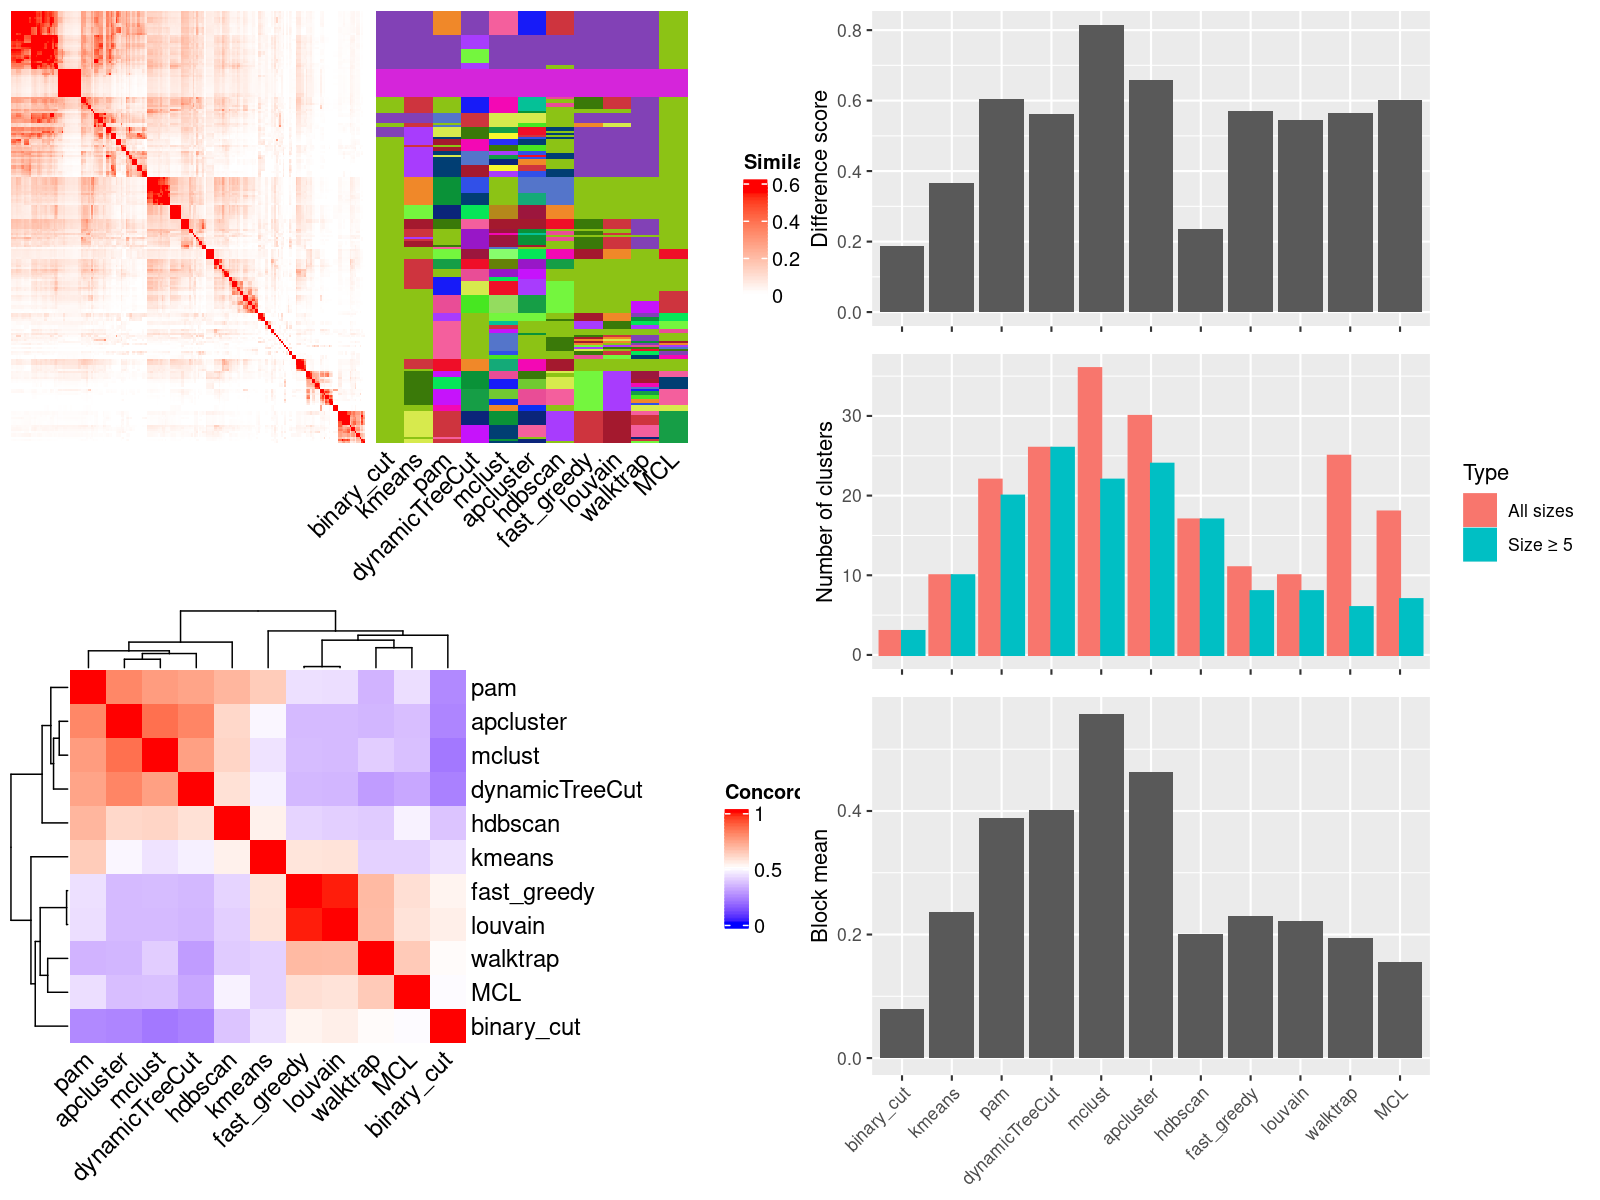 Simila
0.6
0.4
0.2
0
binary_cut
kmeans
pam
dynamicTreeCut
mclust
apcluster
hdbscan
fast_greedy
louvain
walktrap
MCL
pam
apcluster
mclust
dynamicTreeCut
hdbscan
kmeans
fast_greedy
louvain
walktrap
MCL
binary_cut
pam
apcluster
mclust
dynamicTreeCut
hdbscan
kmeans
fast_greedy
louvain
walktrap
MCL
binary_cut
Concord
1
0.5
0
Difference score
0.8
0.6
0.4
0.2
0.0
Number of clusters
30
20
10
0
Type
All sizes
Size ≥ 5
Block mean
0.4
0.2
0.0
binary_cut
kmeans
pam
dynamicTreeCut
mclust
apcluster
hdbscan
fast_greedy
louvain
walktrap
MCL